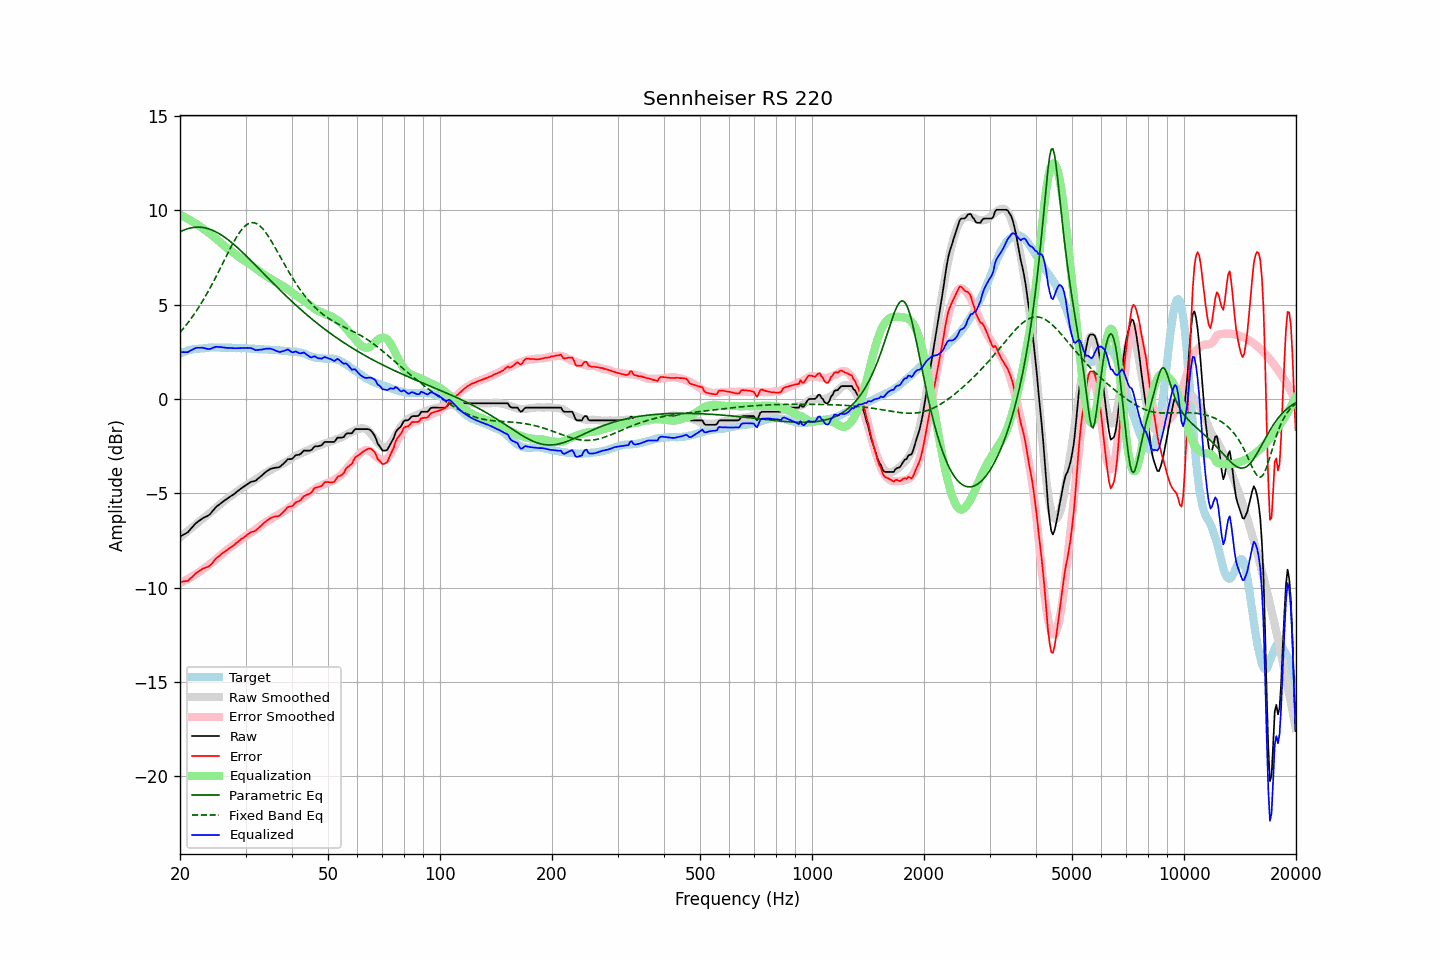 Sennheiser RS 220
Amplitude (dBr)
15
10
5
0
−5
−10
−15
−20
Target
Raw Smoothed
Error Smoothed
Raw
Error
Equalization
Parametric Eq
Fixed Band Eq
Equalized
20 50 100 200 500 1000 2000 5000 10000 20000
Frequency (Hz)